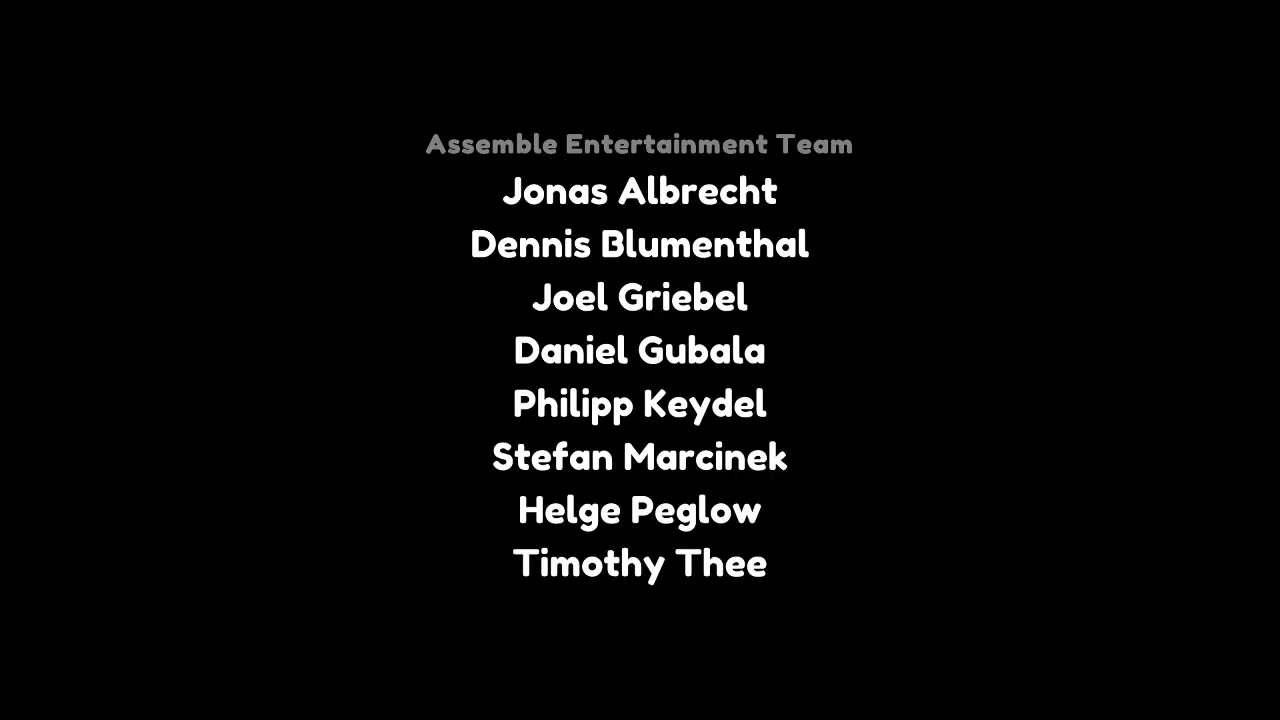 Assemble Entertainment Team
Jonas Albrecht
Dennis Blumenthal
Joel Griebel
Daniel Gubala
Philipp Keydel
Stefan Marcinek
Helge Peglow
Timothy Thee